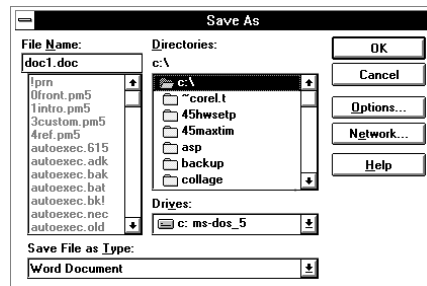 Save As
File Name:
doc1.doc
!prn
0front.pm5
1intro.pm5
3custom.pm5
4ref.pm5
autoexec.615
autoexec.adk
autoexec.bak
autoexec.bat
autoexec.bk!
autoexec.nec
autoexec.old
Directories:
c:\
c:\
~corel.t
45hwsetp
45maxtim
asp
backup
collage
Drives:
c: ms-dos_5
Save File as Type:
Word Document
OK
Cancel
Options...
Network...
Help